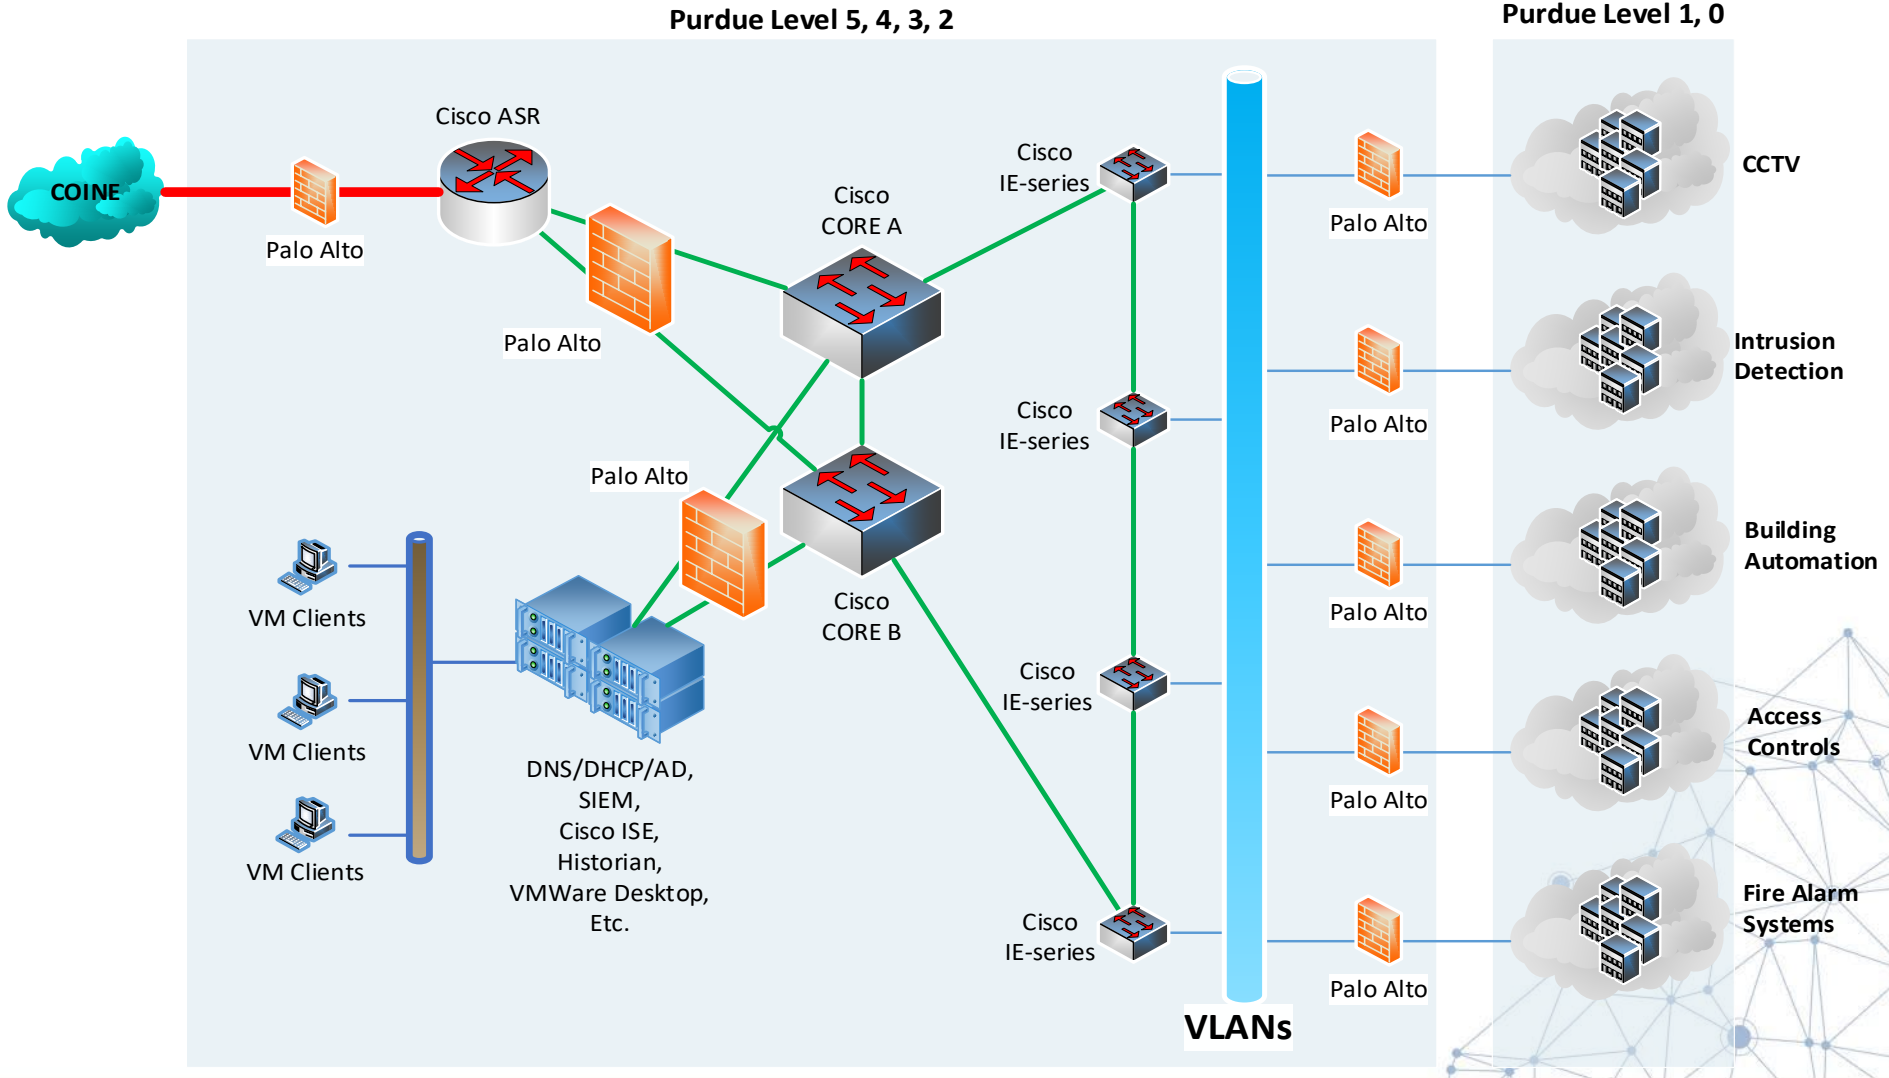 Purdue Level 5, 4, 3, 2
Purdue Level 1, 0
COINE
Palo Alto
Cisco ASR
Palo Alto
Cisco
CORE A
Palo Alto
Cisco
CORE B
VM Clients
VM Clients
VM Clients
DNS/DHCP/AD,
SIEM,
Cisco ISE,
Historian,
VMWare Desktop,
Etc.
Cisco
IE-series
Cisco
IE-series
Cisco
IE-series
Cisco
IE-series
VLANs
Palo Alto
CCTV
Palo Alto
Intrusion
Detection
Palo Alto
Building
Automation
Palo Alto
Access
Controls
Palo Alto
Fire Alarm
Systems